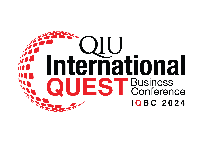 QIU
International
QUEST Business
Conference
IQBC 2024